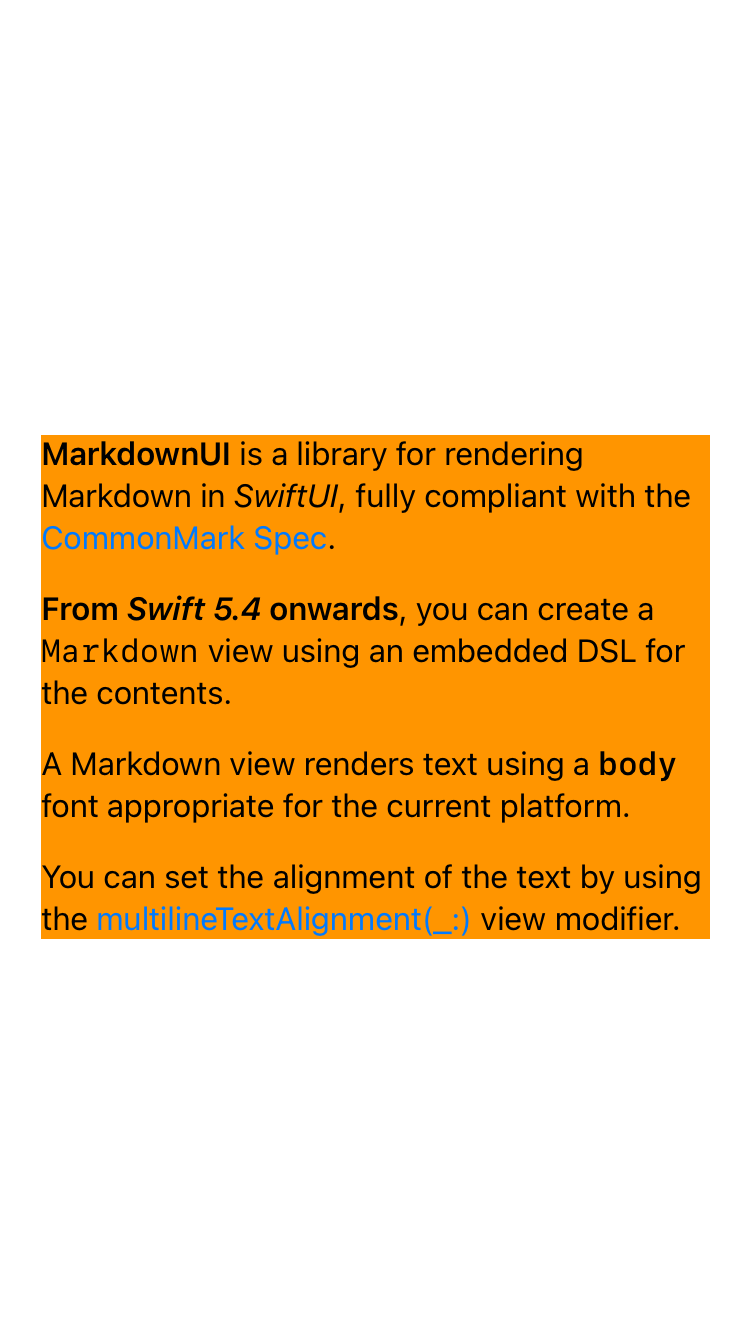 MarkdownUI is a library for rendering
Markdown in SwiftUI, fully compliant with the
CommonMark Spec.
From Swift 5.4 onwards, you can create a
Markdown view using an embedded DSL for
the contents.
A Markdown view renders text using a body
font appropriate for the current platform.
You can set the alignment of the text by using
the multilineTextAlignment(_:) view modifier.